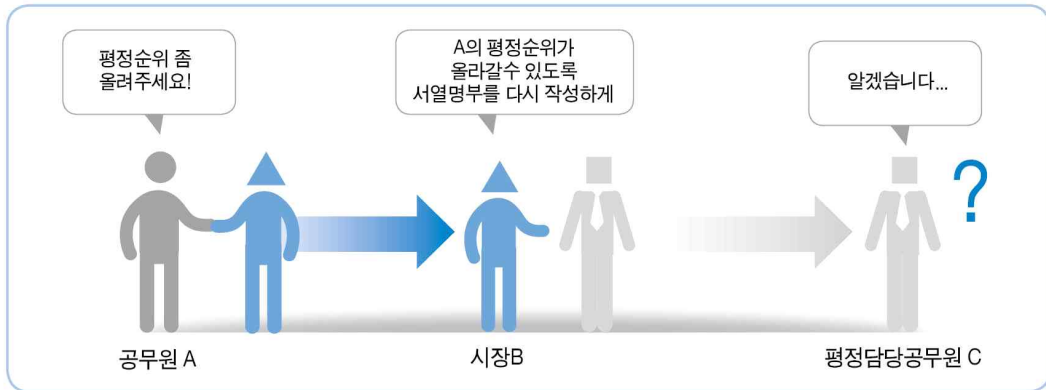 평정순위 좀
올려주세요!
A의 평정순위가
올라갈수 있도록
서열명부를 다시 작성하게
알겠습니다...
?
공무원 A
시장B
평정담당공무원 C